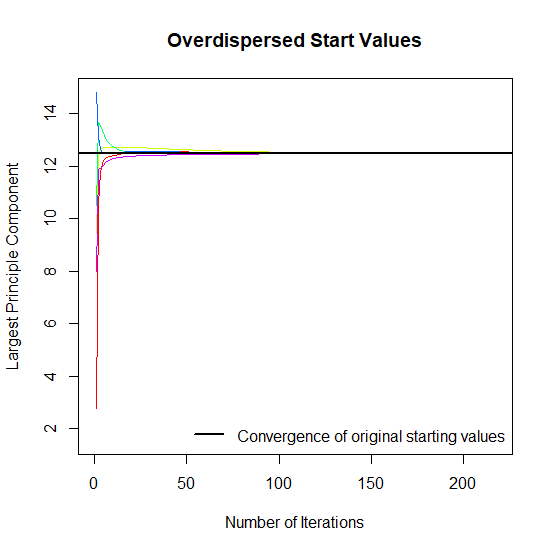 Overdispersed Start Values
Largest Principle Component
14
12
10
8
6
4
2
Convergence of original starting values
0 50 100 150 200
Number of Iterations